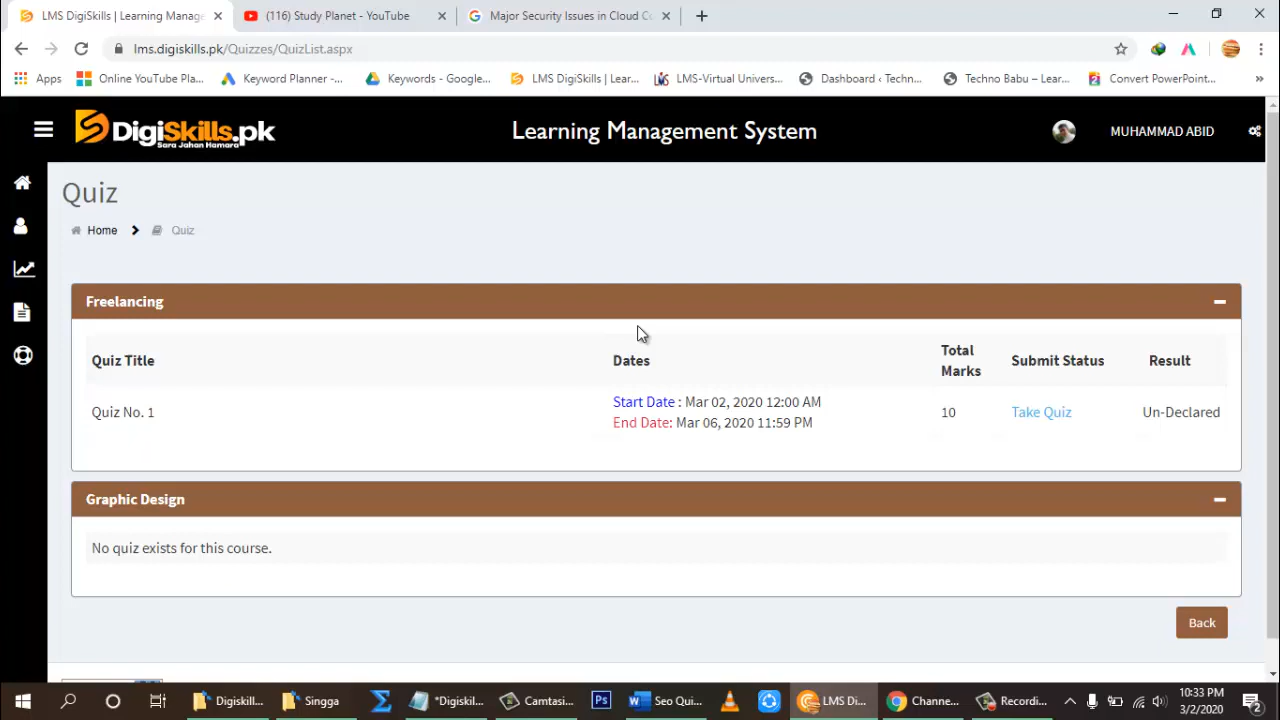 LMS DigiSkills | Learning Manage
(116) Study Planet - YouTube
Major Security Issues in Cloud Co
lms.digiskills.pk/Quizzes/QuizList.aspx
Apps
Online YouTube Pla...
Keyword Planner -...
Keywords - Google...
LMS DigiSkills | Lear...
LMS-Virtual Univers...
Dashboard ‹ Techn...
Techno Babu – Lear...
Convert PowerPoint...
»
DigiSkills.pk
Sara Jahan Hamara
Learning Management System
MUHAMMAD ABID
Quiz
Home
Quiz
Freelancing
Quiz Title Dates Total Marks Submit Status Result
Quiz No. 1
Start Date : Mar 02, 2020 12:00 AM
End Date: Mar 06, 2020 11:59 PM
10
Take Quiz
Un-Declared
Graphic Design
No quiz exists for this course.
Back
Digiskill...
Singga
*Digiskil...
Camtasi...
Ps
Seo Qui...
LMS Di...
Channe...
Recordi...
10:33 PM
3/2/2020
2